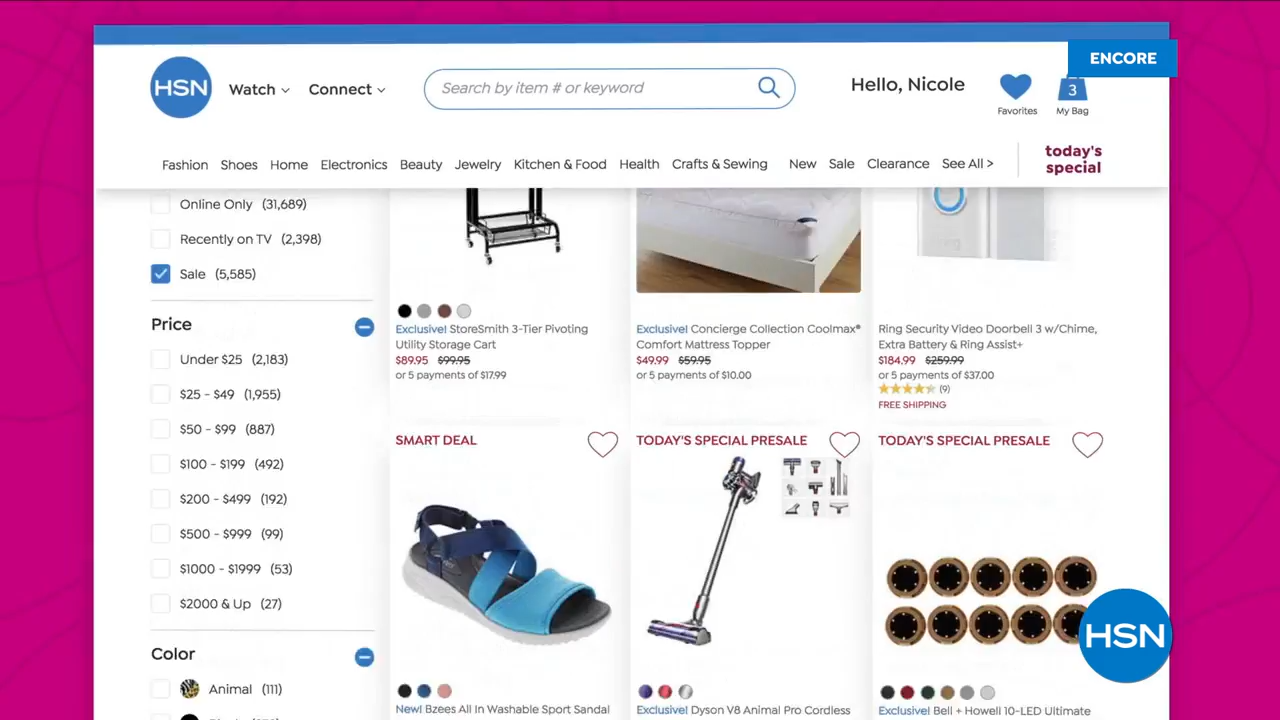 ENCORE
HSN
Watch
Connect
Search by item # or keyword
Hello, Nicole
Favorites
3
My Bag
Fashion
Shoes
Home
Electronics
Beauty
Jewelry
Kitchen & Food
Health
Crafts & Sewing
New
Sale
Clearance
See All >
today's
special
Online Only (31,689)
Recently on TV (2,398)
Sale (5,585)
Price
Under $25 (2,183)
$25 - $49 (1,955)
$50 - $99 (887)
$100 - $199 (492)
$200 - $499 (192)
$500 - $999 (99)
$1000 - $1999 (53)
$2000 & Up (27)
Color
Animal (111)
Exclusive! StoreSmith 3-Tier Pivoting
Utility Storage Cart
$89.95 $99.95
or 5 payments of $17.99
Exclusive! Concierge Collection Coolmax®
Comfort Mattress Topper
$49.99 $59.95
or 5 payments of $10.00
Ring Security Video Doorbell 3 w/Chime,
Extra Battery & Ring Assist+
$184.99 $259.99
or 5 payments of $37.00
(9)
FREE SHIPPING
SMART DEAL
TODAY'S SPECIAL PRESALE
TODAY'S SPECIAL PRESALE
New! Bzees All In Washable Sport Sandal
Exclusive! Dyson V8 Animal Pro Cordless
Exclusive! Bell + Howell 10-LED Ultimate
HSN